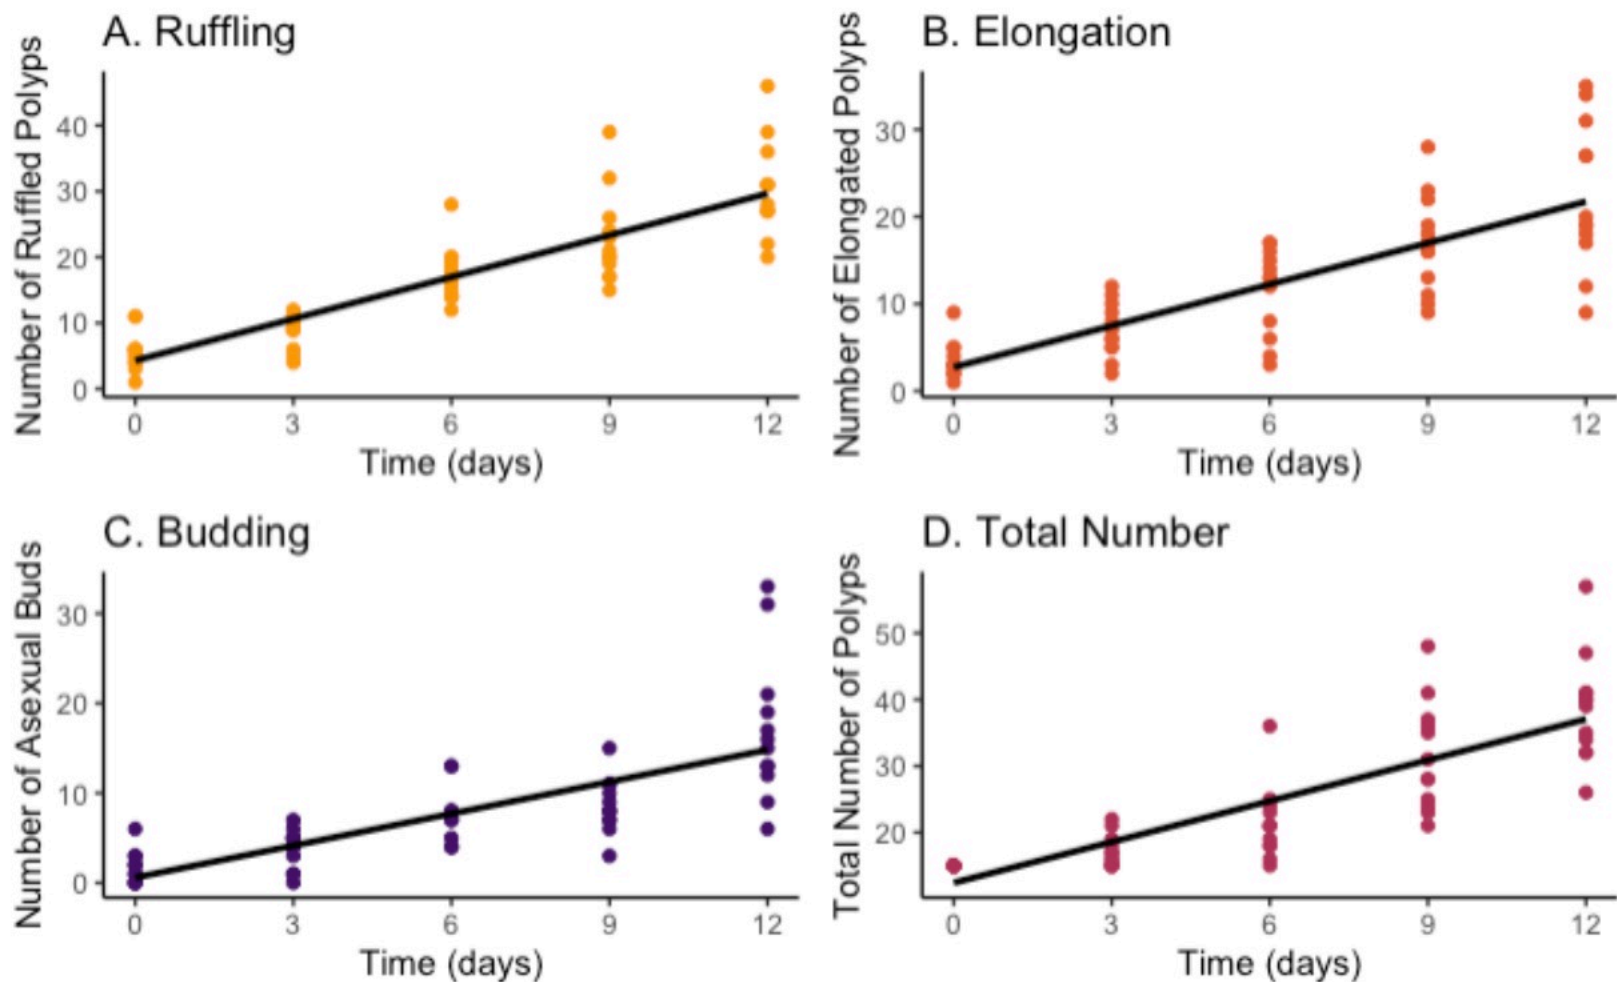 A. Ruffling
Number of Ruffled Polyps
40
30
20
10
0
0 3 6 9 12
Time (days)
B. Elongation
Number of Elongated Polyps
30
20
10
0
0 3 6 9 12
Time (days)
C. Budding
Number of Asexual Buds
30
20
10
0
0 3 6 9 12
Time (days)
D. Total Number
Total Number of Polyps
50
40
30
20
0 3 6 9 12
Time (days)